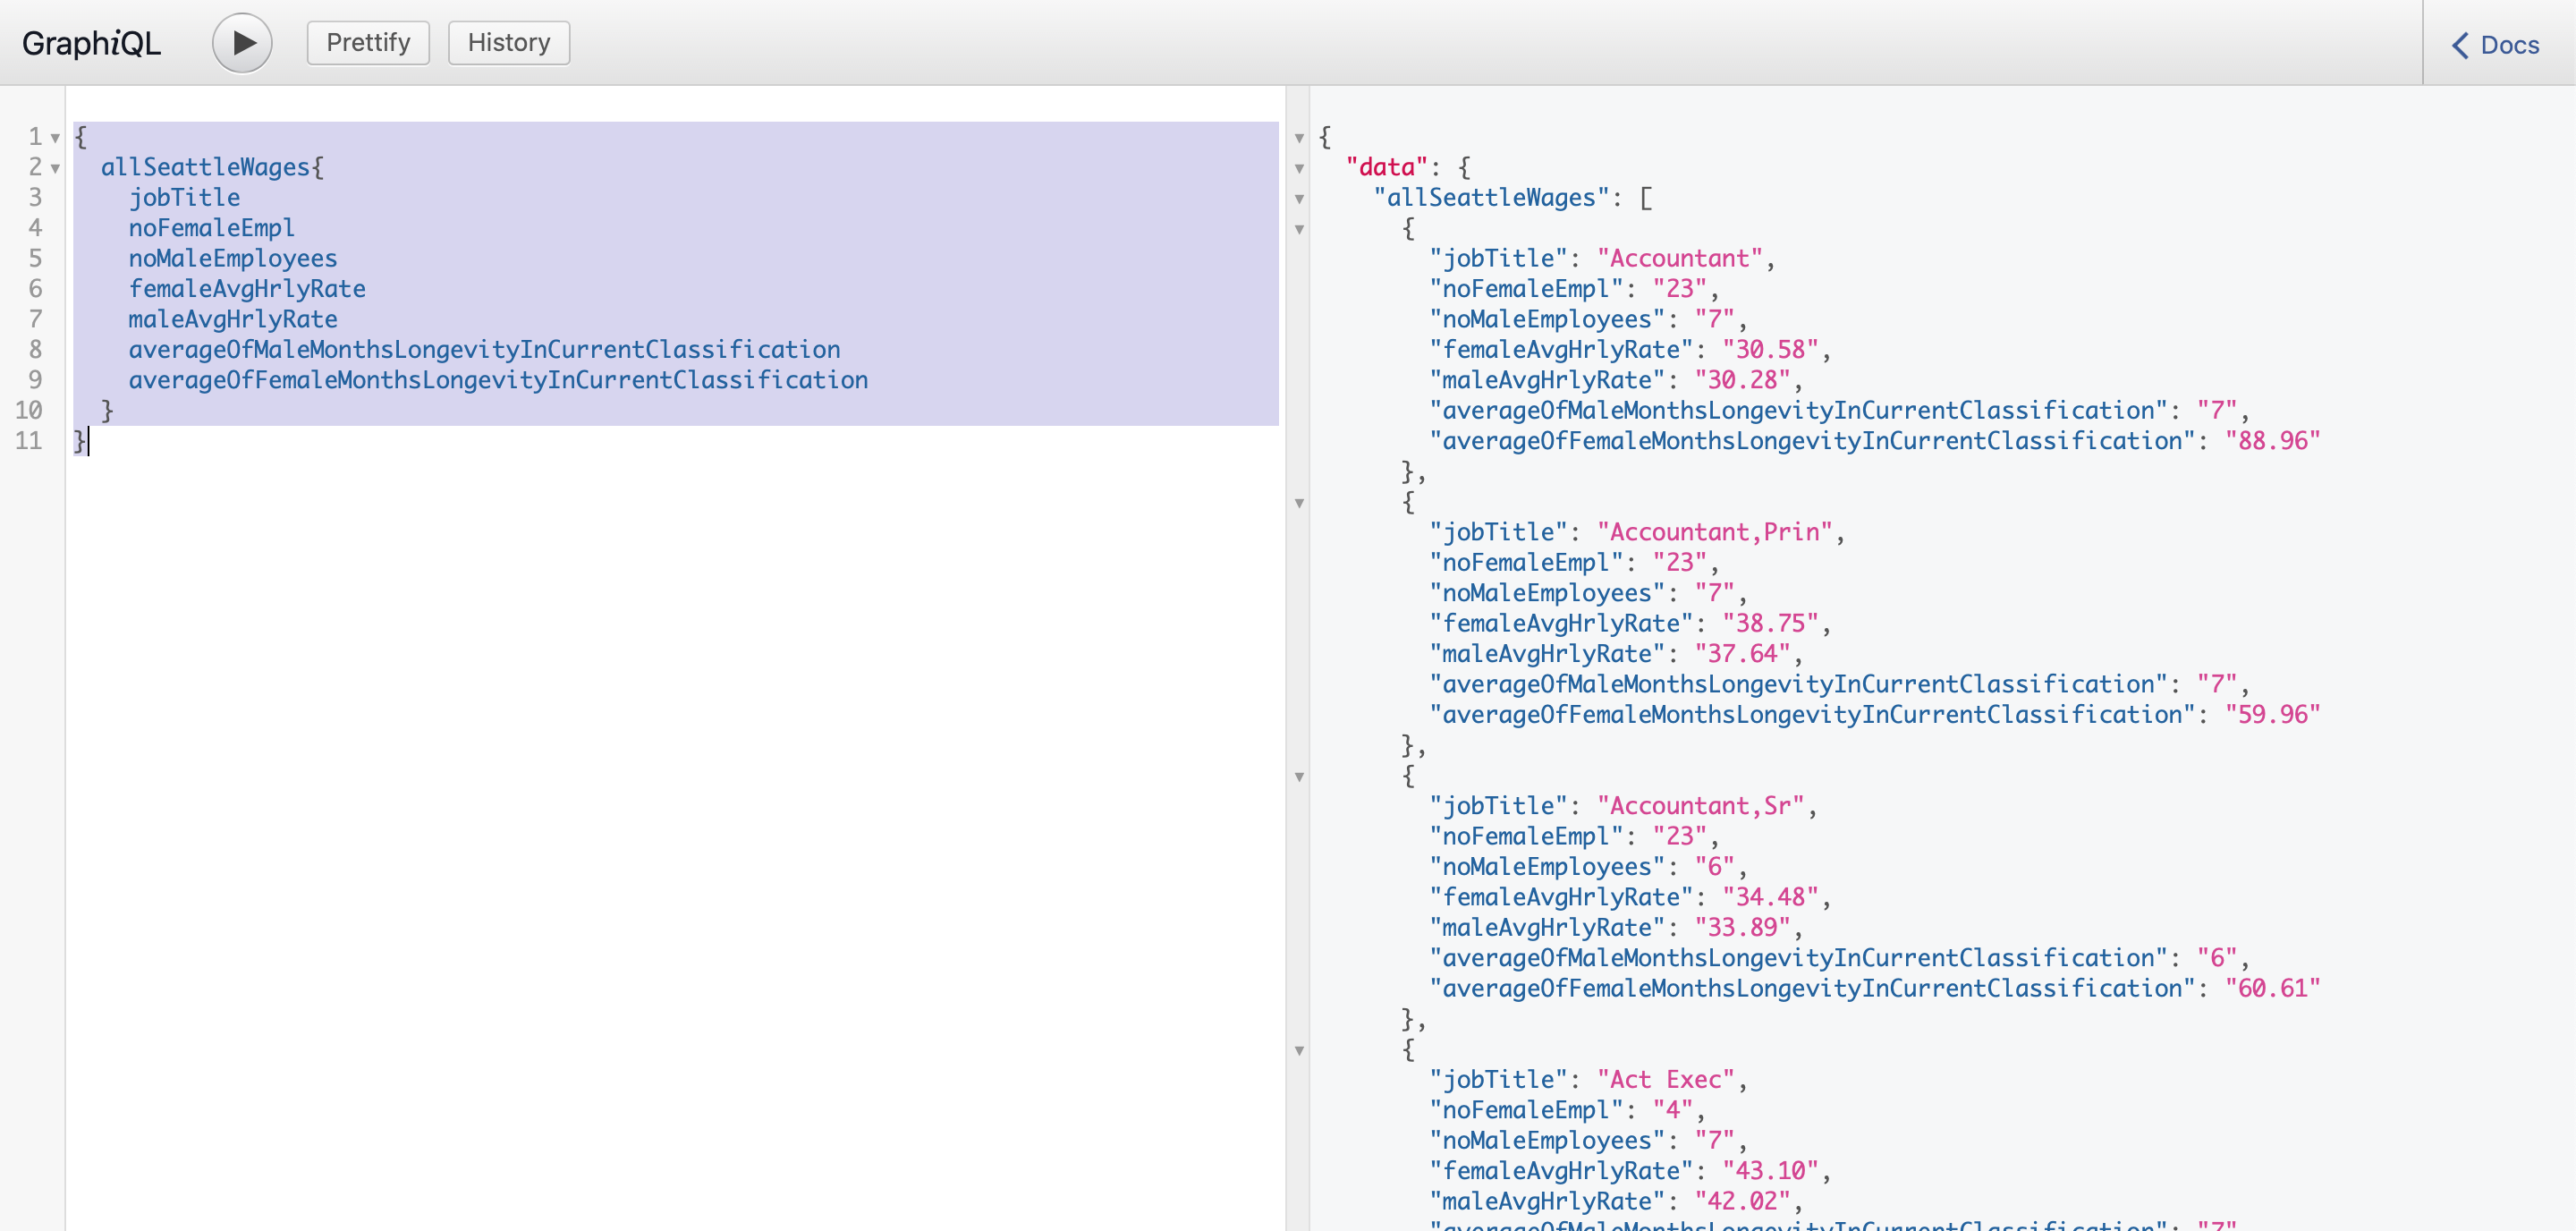 GraphiQL
Prettify
History
Docs
1 {
2 allSeattleWages{
3 jobTitle
4 noFemaleEmpl
5 noMaleEmployees
6 femaleAvgHrlyRate
7 maleAvgHrlyRate
8 averageOfMaleMonthsLongevityInCurrentClassification
9 averageOfFemaleMonthsLongevityInCurrentClassification
10 }
11 }
{
"data": {
"allSeattleWages": [
{
"jobTitle": "Accountant",
"noFemaleEmpl": "23",
"noMaleEmployees": "7",
"femaleAvgHrlyRate": "30.58",
"maleAvgHrlyRate": "30.28",
"averageOfMaleMonthsLongevityInCurrentClassification": "7",
"averageOfFemaleMonthsLongevityInCurrentClassification": "88.96"
},
{
"jobTitle": "Accountant,Prin",
"noFemaleEmpl": "23",
"noMaleEmployees": "7",
"femaleAvgHrlyRate": "38.75",
"maleAvgHrlyRate": "37.64",
"averageOfMaleMonthsLongevityInCurrentClassification": "7",
"averageOfFemaleMonthsLongevityInCurrentClassification": "59.96"
},
{
"jobTitle": "Accountant,Sr",
"noFemaleEmpl": "23",
"noMaleEmployees": "6",
"femaleAvgHrlyRate": "34.48",
"maleAvgHrlyRate": "33.89",
"averageOfMaleMonthsLongevityInCurrentClassification": "6",
"averageOfFemaleMonthsLongevityInCurrentClassification": "60.61"
},
{
"jobTitle": "Act Exec",
"noFemaleEmpl": "4",
"noMaleEmployees": "7",
"femaleAvgHrlyRate": "43.10",
"maleAvgHrlyRate": "42.02",
"averageOfMaleMonthsLongevityInCurrentClassification": "7"